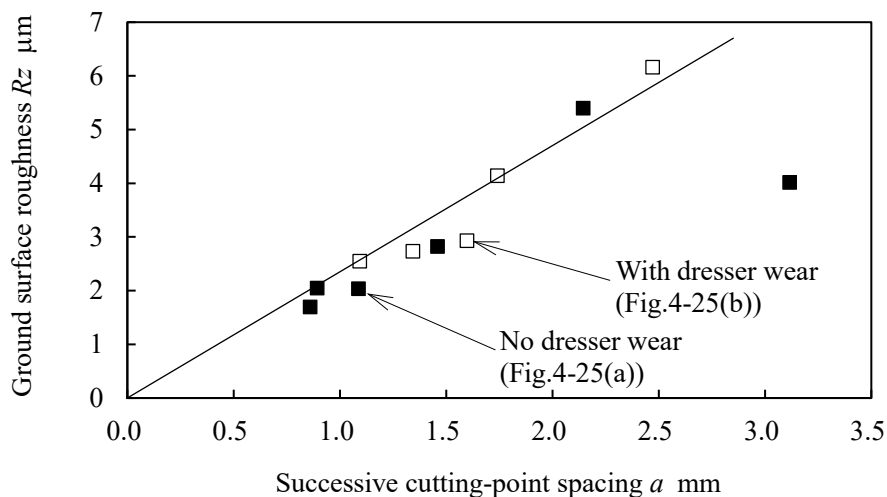 7
6
5
4
3
2
1
0
0.0 0.5 1.0 1.5 2.0 2.5 3.0 3.5
Ground surface roughness Rz μm
With dresser wear
(Fig.4-25(b))
No dresser wear
(Fig.4-25(a))
Successive cutting-point spacing a mm